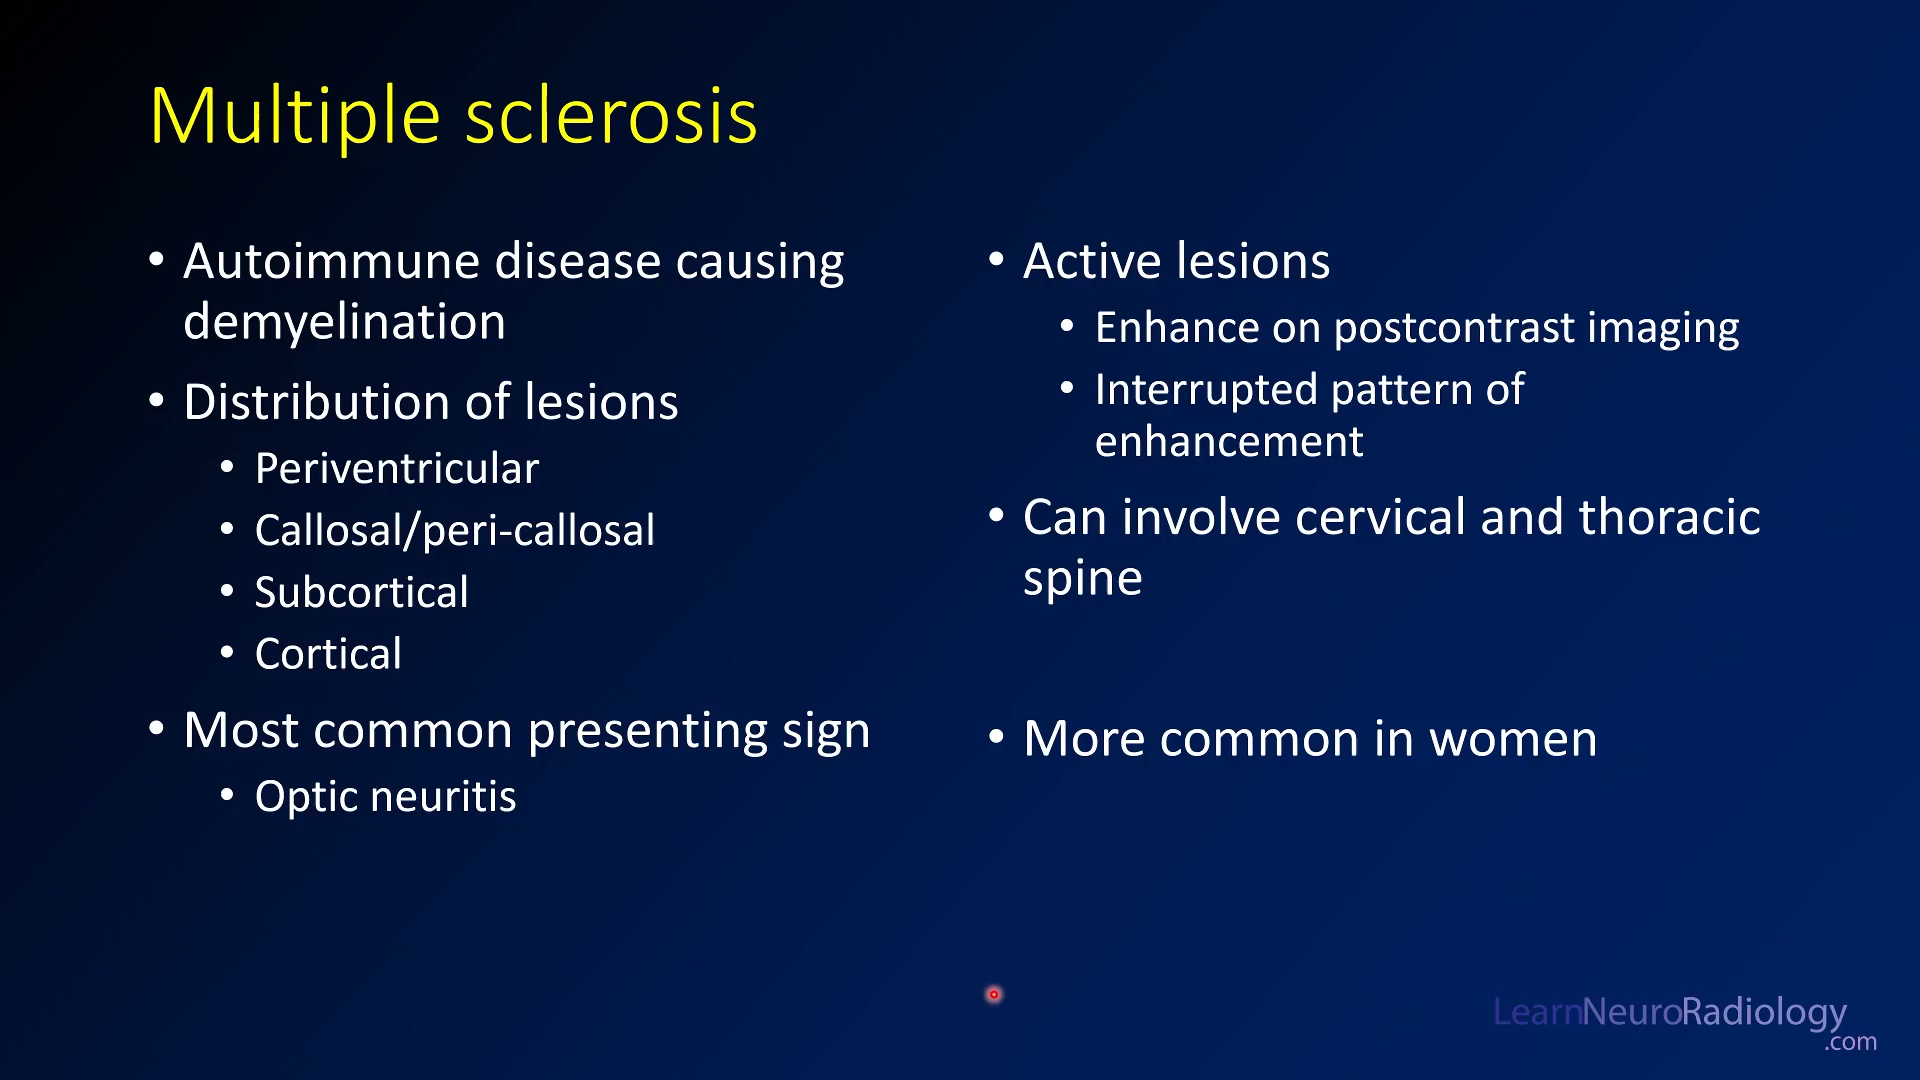 Multiple sclerosis
• Autoimmune disease causing
demyelination
• Distribution of lesions
• Periventricular
• Callosal/peri-callosal
• Subcortical
• Cortical
• Most common presenting sign
• Optic neuritis
• Active lesions
• Enhance on postcontrast imaging
• Interrupted pattern of
enhancement
• Can involve cervical and thoracic
spine
• More common in women
LearnNeuroRadiology
.com